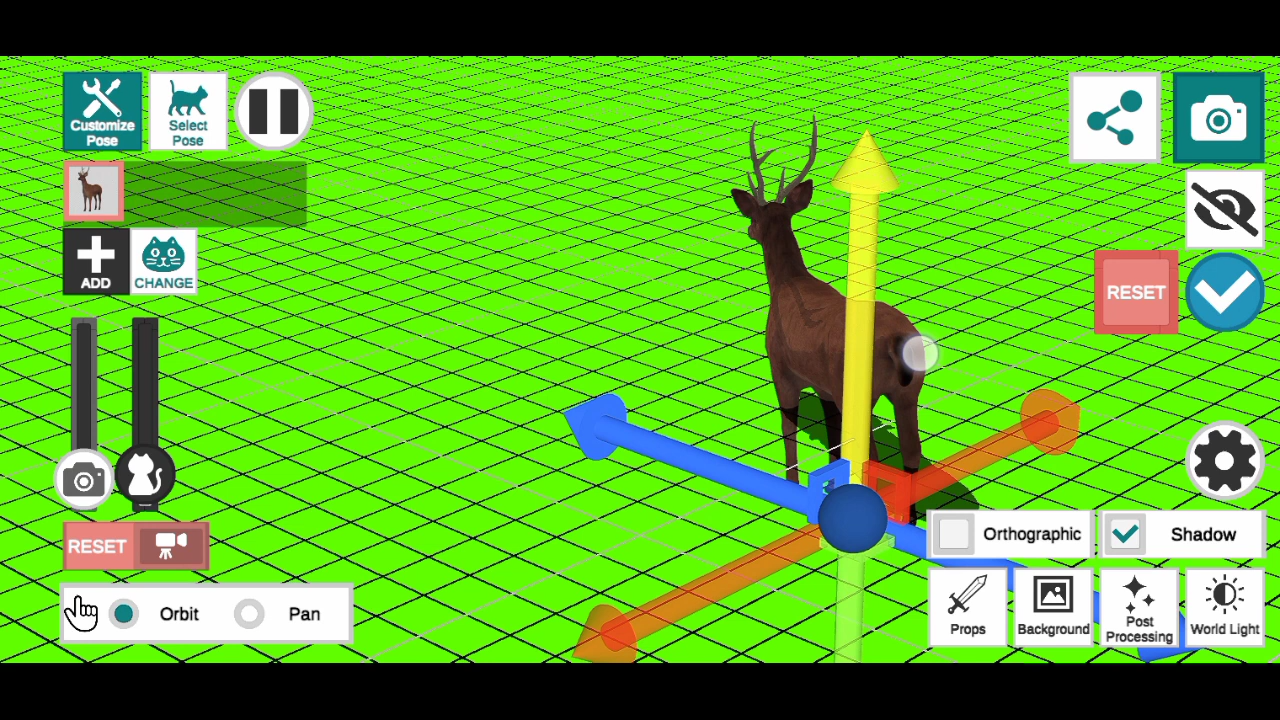 Customize
Pose
Select
Pose
ADD
CHANGE
RESET
RESET
Orbit
Pan
Orthographic
Shadow
Props
Background
Post
Processing
World Light